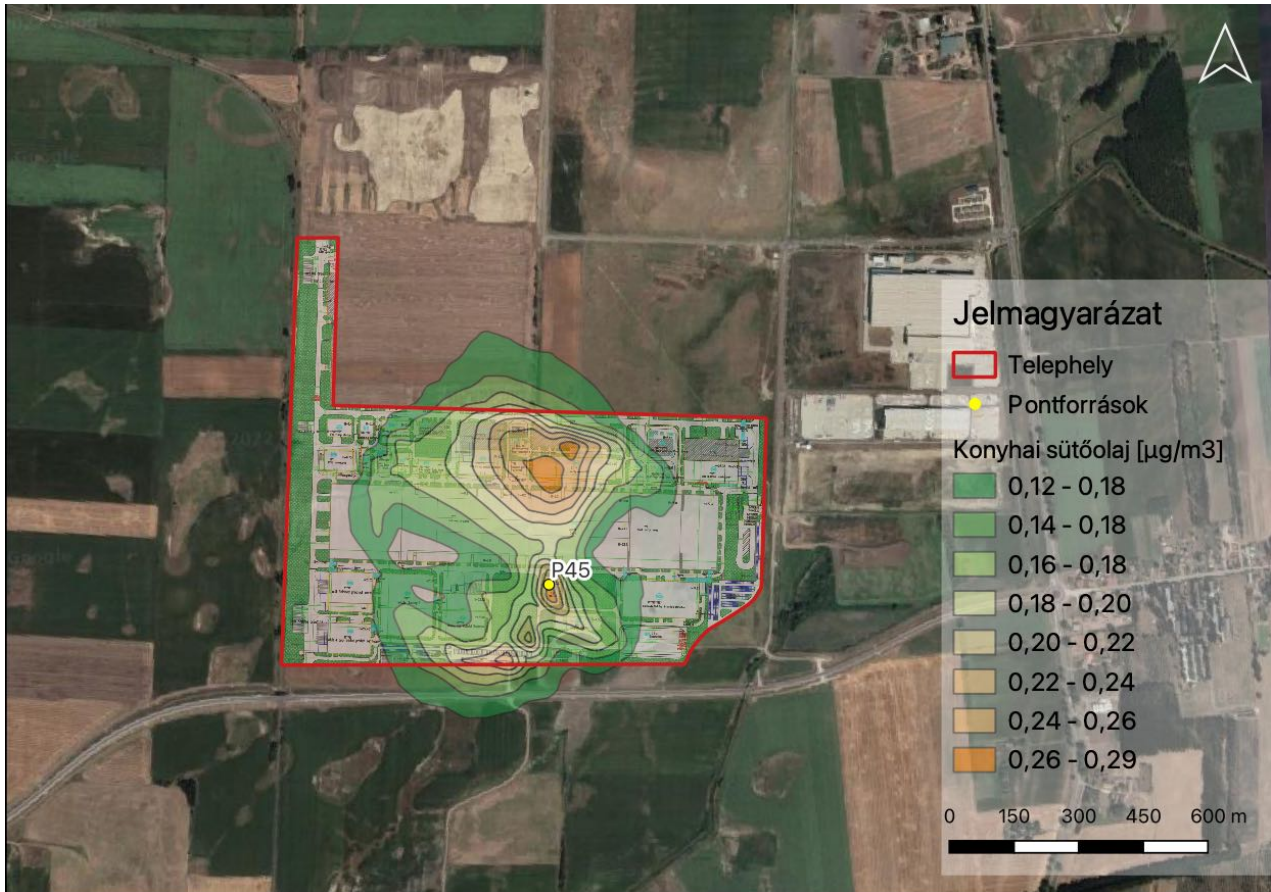 P45
Jelmagyarázat
Telephely
Pontforrások
Konyhai sütőolaj [µg/m3]
0,12 - 0,18
0,14 - 0,18
0,16 - 0,18
0,18 - 0,20
0,20 - 0,22
0,22 - 0,24
0,24 - 0,26
0,26 - 0,29
0 150 300 450 600 m